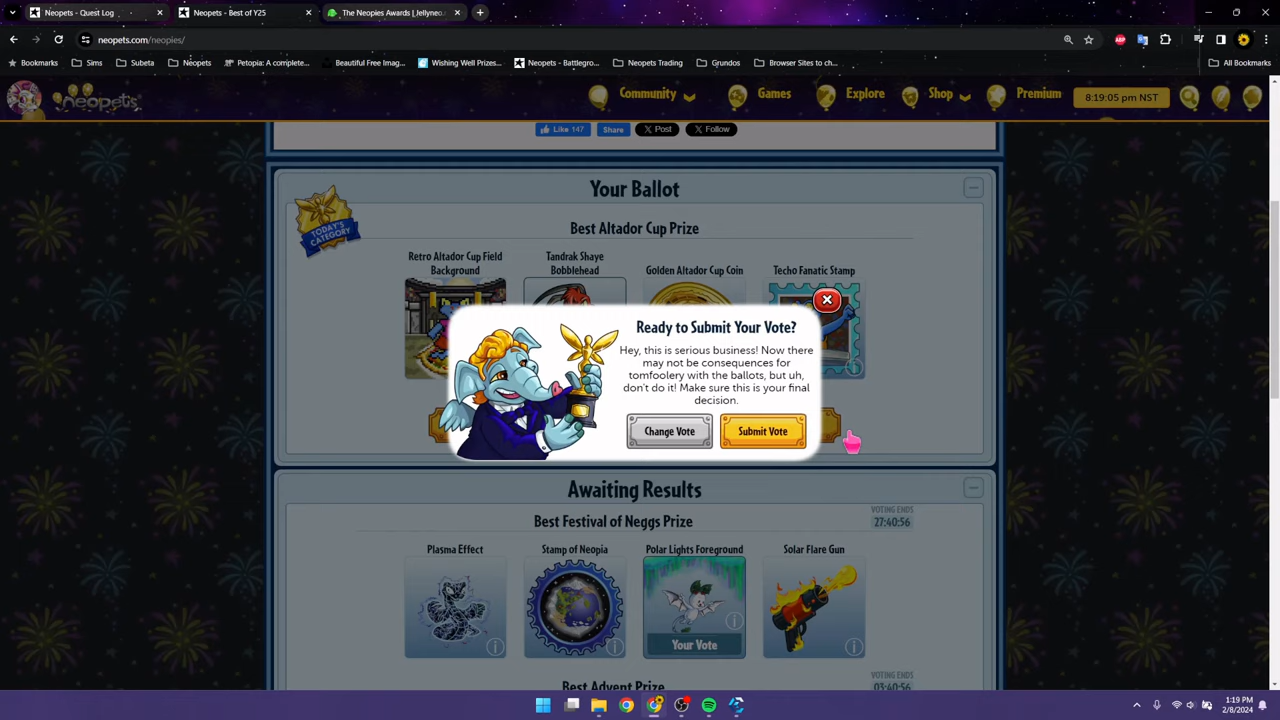 Neopets - Quest Log
Neopets - Best of Y25
The Neopies Awards | Jellyneo.
neopets.com/neopies/
Bookmarks
Sims
Subeta
Neopets
Petopia: A complete...
Beautiful Free Imag...
Wishing Well Prizes...
Neopets - Battlegro...
Neopets Trading
Grundos
Browser Sites to ch...
All Bookmarks
ABP
neopets
Community
Games
Explore
Shop
Premium
8:19:05 pm NST
Like 147
Share
X Post
X Follow
Your Ballot
TODAY'S
CATEGORY
Best Altador Cup Prize
Retro Altador Cup Field
Background
Tandrak Shaye
Bobblehead
Golden Altador Cup Coin
Techo Fanatic Stamp
Ready to Submit Your Vote?
Hey, this is serious business! Now there
may not be consequences for
tomfoolery with the ballots, but uh,
don't do it! Make sure this is your final
decision.
Change Vote
Submit Vote
Awaiting Results
Best Festival of Neggs Prize
VOTING ENDS
27:40:56
Plasma Effect
Stamp of Neopia
Polar Lights Foreground
Solar Flare Gun
Your Vote
Best Advent Prize
VOTING ENDS
03:40:56
1:19 PM
2/8/2024